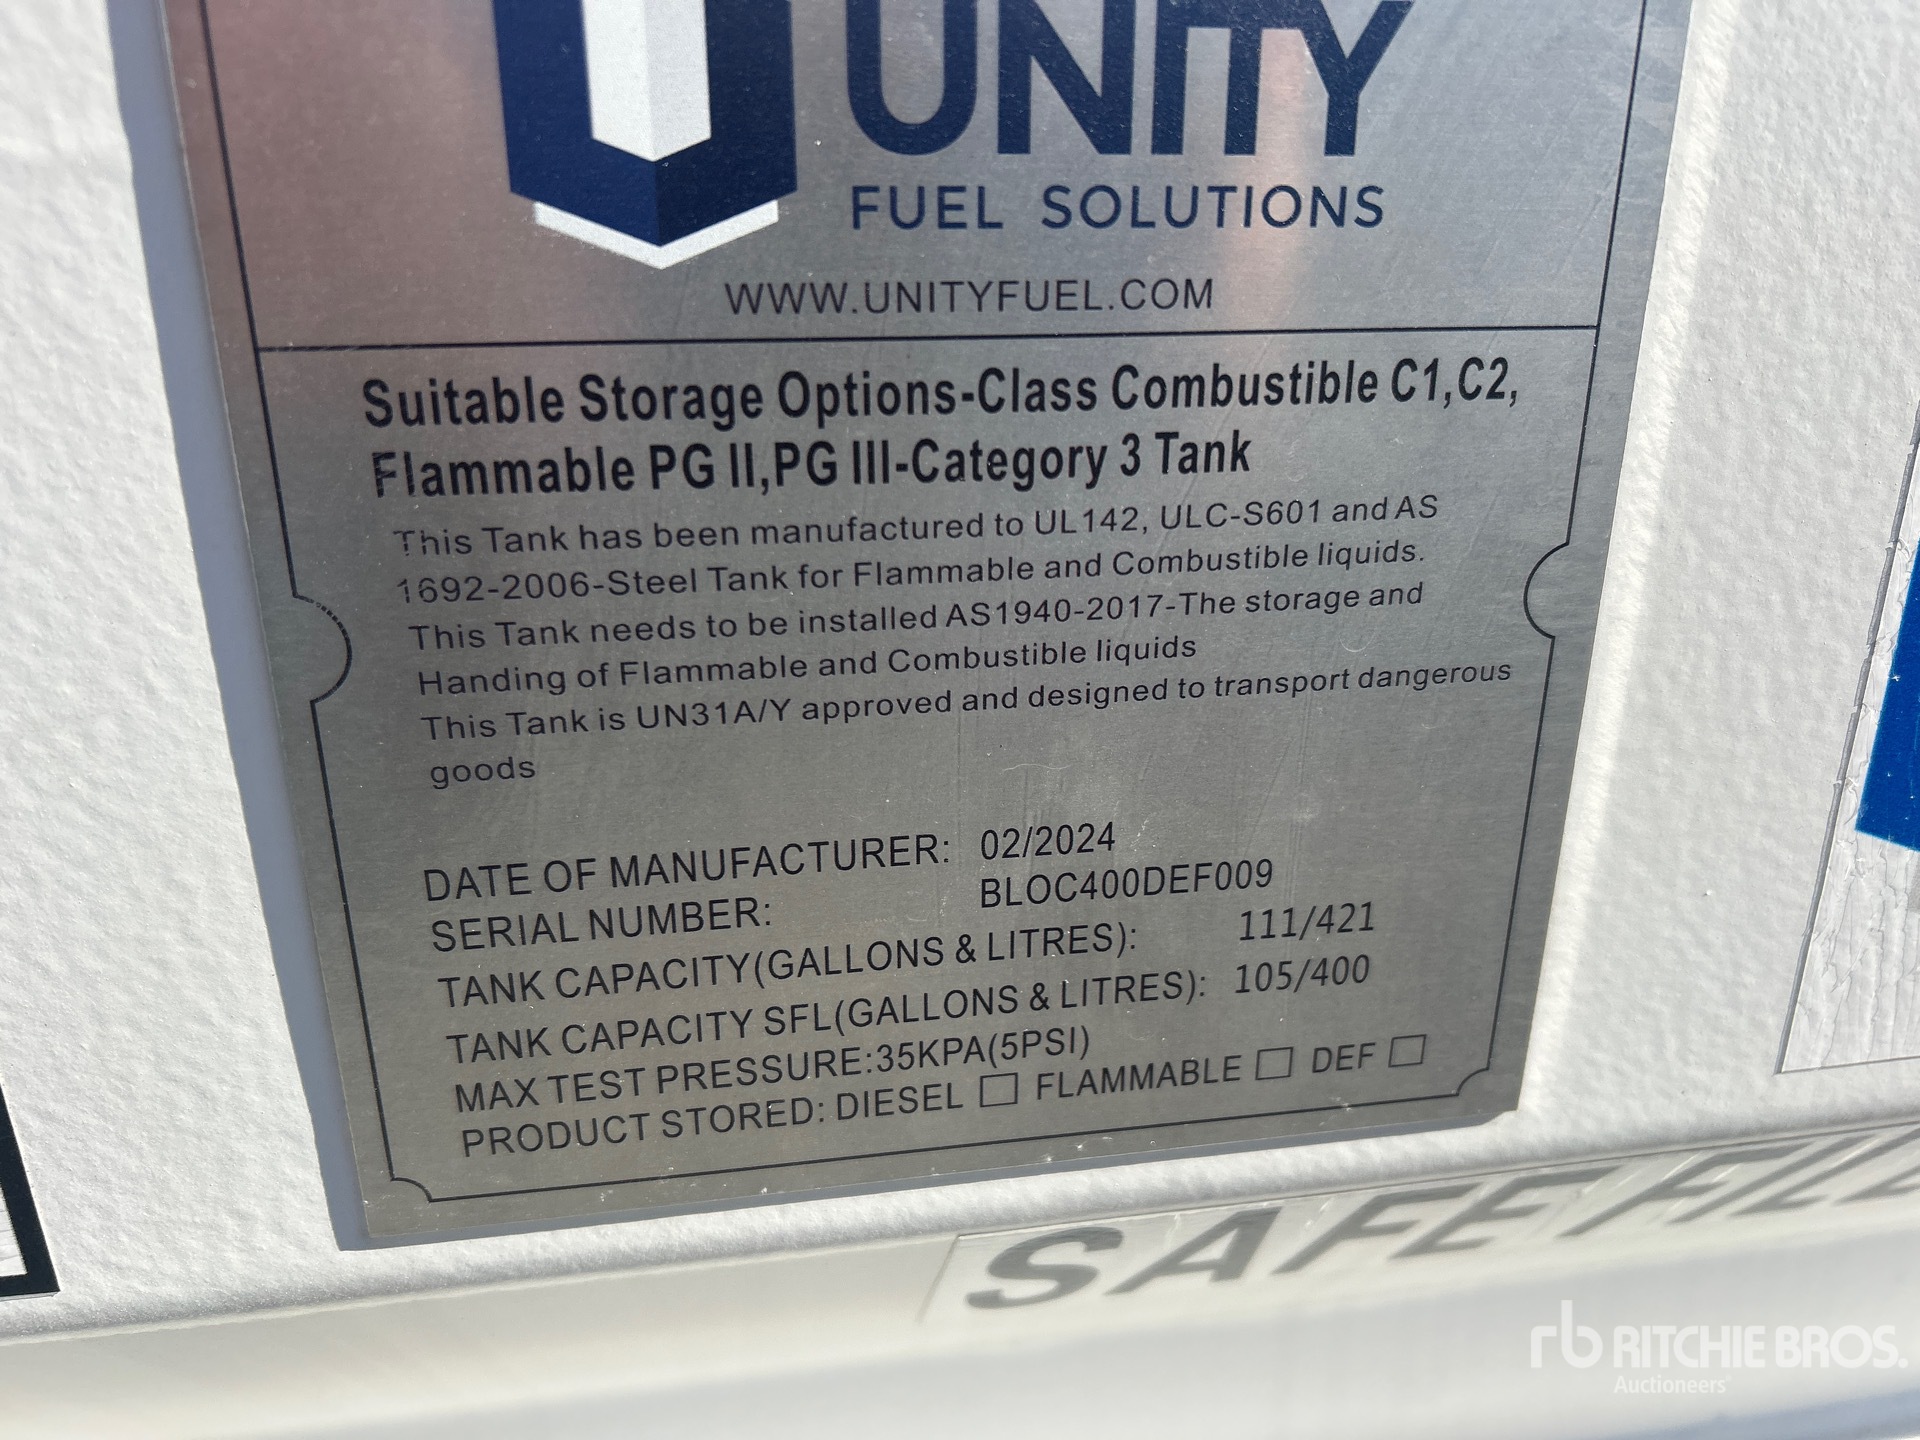 UNITY
FUEL SOLUTIONS
WWW.UNITYFUEL.COM
Suitable Storage Options-Class Combustible C1,C2,
Flammable PG II,PG III-Category 3 Tank
This Tank has been manufactured to UL142, ULC-S601 and AS
1692-2006-Steel Tank for Flammable and Combustible liquids.
This Tank needs to be installed AS1940-2017-The storage and
Handing of Flammable and Combustible liquids
This Tank is UN31A/Y approved and designed to transport dangerous
goods
DATE OF MANUFACTURER: 02/2024
SERIAL NUMBER: BLOC400DEF009
TANK CAPACITY(GALLONS & LITRES): 111/421
TANK CAPACITY SFL(GALLONS & LITRES): 105/400
MAX TEST PRESSURE:35KPA(5PSI)
PRODUCT STORED: DIESEL ☐ FLAMMABLE ☐ DEF ☐
SAFE FILL
rb RITCHIE BROS.
Auctioneers